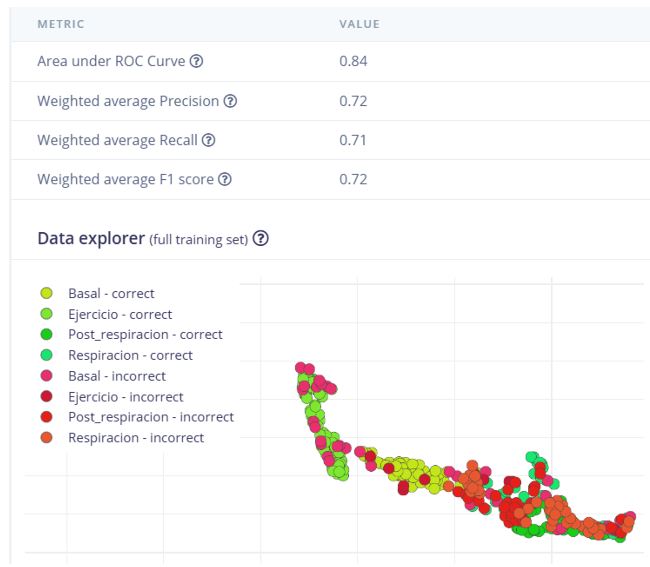 METRIC VALUE
Area under ROC Curve ? 0.84
Weighted average Precision ? 0.72
Weighted average Recall ? 0.71
Weighted average F1 score ? 0.72
Data explorer (full training set) ?
Basal - correct
Ejercicio - correct
Post_respiracion - correct
Respiracion - correct
Basal - incorrect
Ejercicio - incorrect
Post_respiracion - incorrect
Respiracion - incorrect